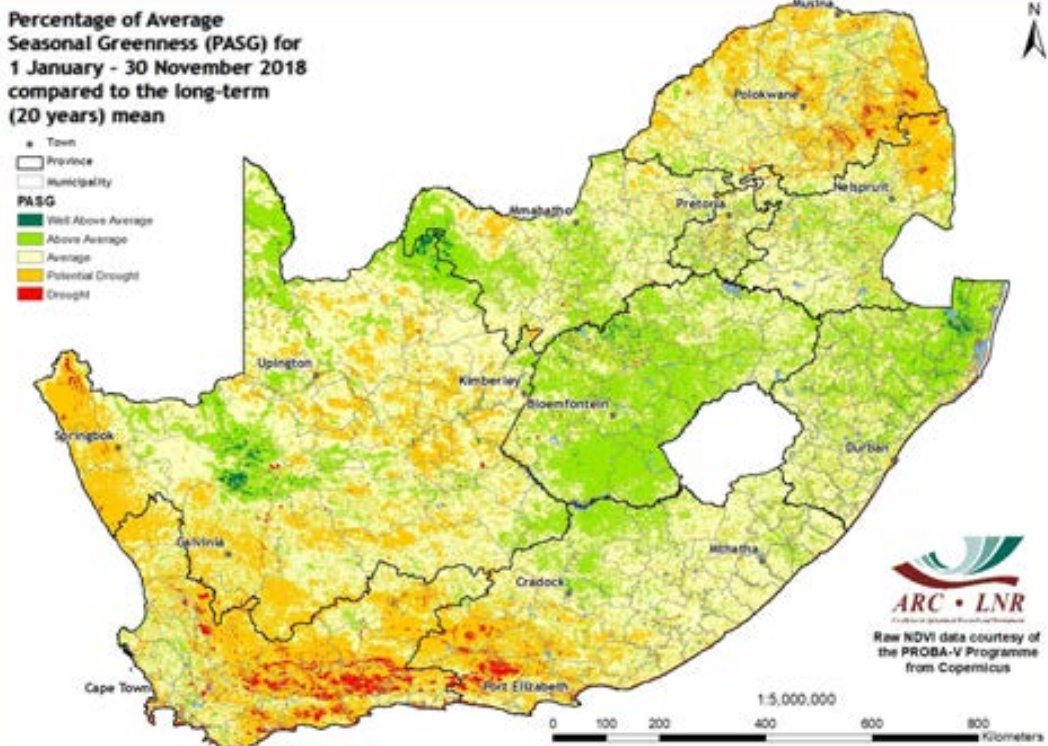 Percentage of Average
Seasonal Greenness (PASG) for
1 January - 30 November 2018
compared to the long-term
(20 years) mean
Town
Province
Municipality
PASG
Well Above Average
Above Average
Average
Potential Drought
Drought
N
Musina
Polokwane
Nelspruit
Pretoria
Mmabatho
Upington
Kimberley
Bloemfontein
Springbok
Durban
Calvinia
Mthatha
Cradock
Cape Town
Port Elizabeth
ARC • LNR
Raw NDVI data courtesy of
the PROBA-V Programme
from Copernicus
1:5,000,000
0 100 200 400 600 800
Kilometers